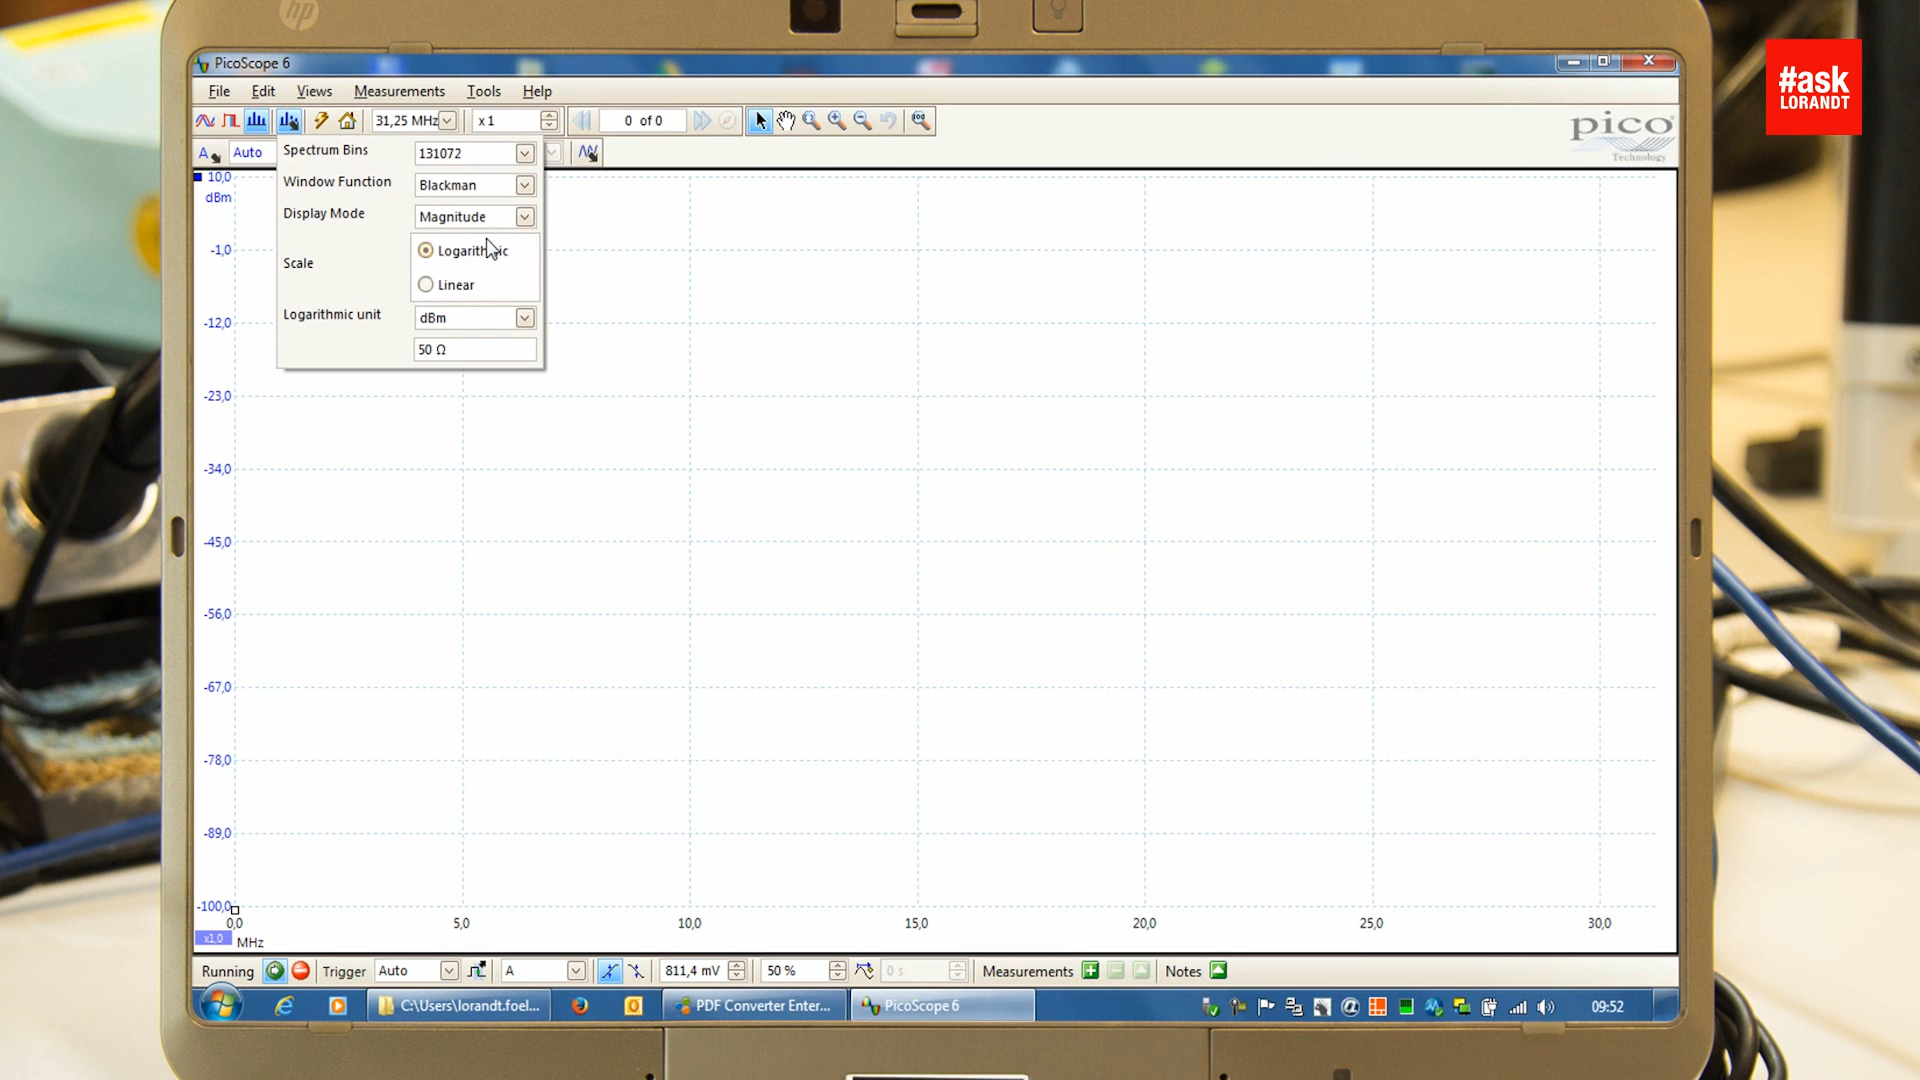 hp
#ask
LORANDT
PicoScope 6
File Edit Views Measurements Tools Help
31,25 MHz x 1 0 of 0
pico
Technology
A Auto
Spectrum Bins 131072
Window Function Blackman
Display Mode Magnitude
Scale
Logarithmic
Linear
Logarithmic unit dBm
50 Ω
10,0
dBm
-1,0
-12,0
-23,0
-34,0
-45,0
-56,0
-67,0
-78,0
-89,0
-100,0
0,0 5,0 10,0 15,0 20,0 25,0 30,0
x1,0 MHz
Running Trigger Auto A 811,4 mV 50 % 0 s Measurements Notes
C:\Users\lorandt.foel... PDF Converter Enter... PicoScope 6 09:52